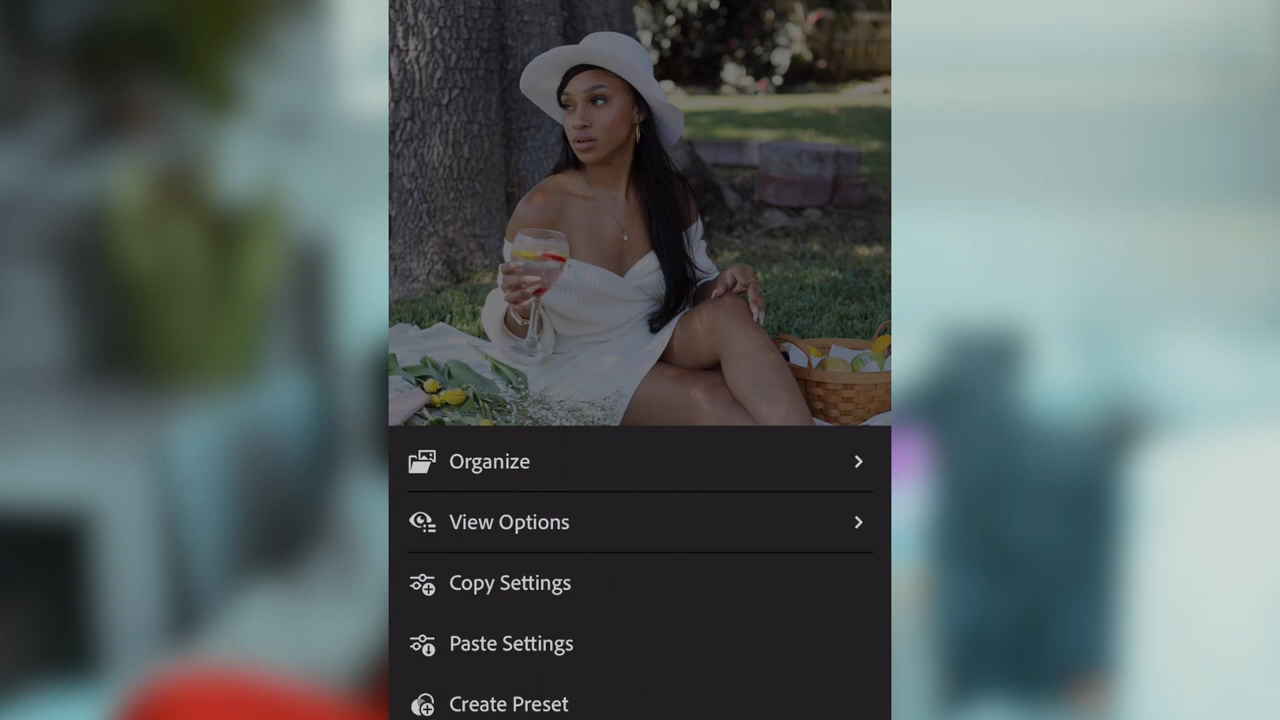 Organize
View Options
Copy Settings
Paste Settings
Create Preset